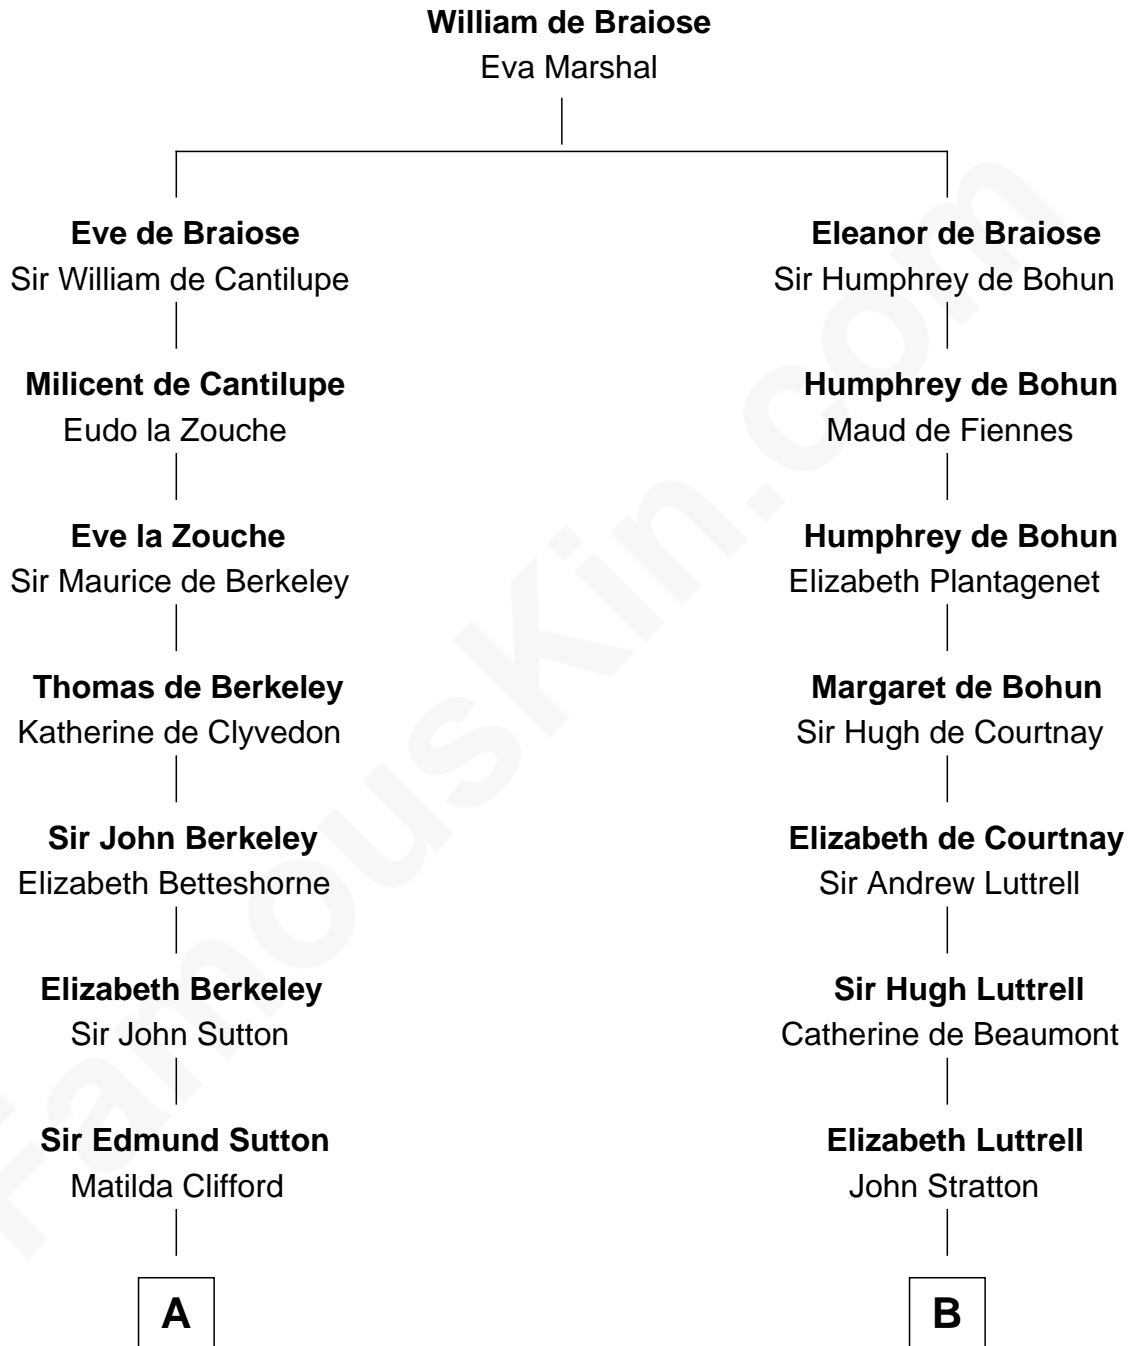 William de Braiose
Eva Marshal
Eve de Braiose
Sir William de Cantilupe
Milicent de Cantilupe
Eudo la Zouche
Eve la Zouche
Sir Maurice de Berkeley
Thomas de Berkeley
Katherine de Clyvedon
Sir John Berkeley
Elizabeth Betteshorne
Elizabeth Berkeley
Sir John Sutton
Sir Edmund Sutton
Matilda Clifford
A
Eleanor de Braiose
Sir Humphrey de Bohun
Humphrey de Bohun
Maud de Fiennes
Humphrey de Bohun
Elizabeth Plantagenet
Margaret de Bohun
Sir Hugh de Courtnay
Elizabeth de Courtnay
Sir Andrew Luttrell
Sir Hugh Luttrell
Catherine de Beaumont
Elizabeth Luttrell
John Stratton
B
FamousKin.com